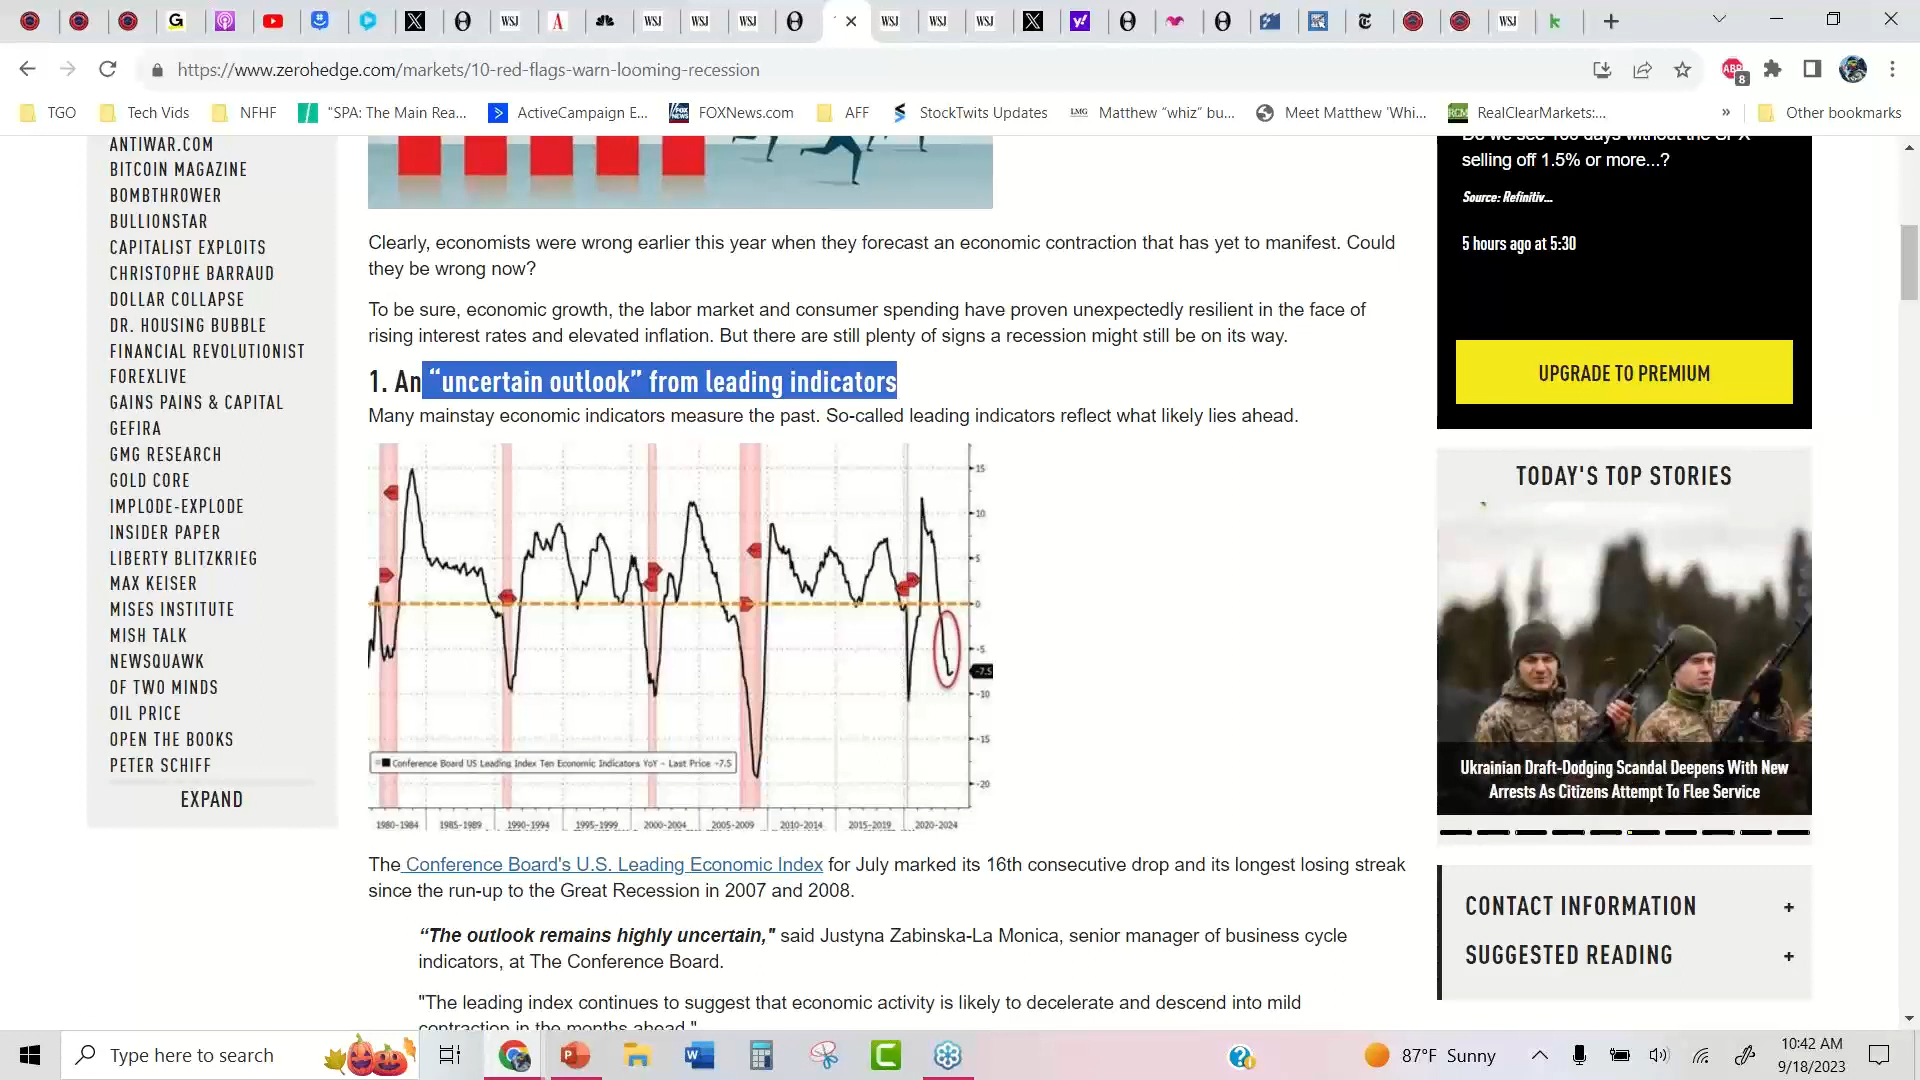 https://www.zerohedge.com/markets/10-red-flags-warn-looming-recession
TGO
Tech Vids
NFHF
"SPA: The Main Rea...
ActiveCampaign E...
FOXNews.com
AFF
StockTwits Updates
Matthew “whiz” bu...
Meet Matthew 'Whi...
RealClearMarkets:...
»
Other bookmarks
ANTIWAR.COM
BITCOIN MAGAZINE
BOMBTHROWER
BULLIONSTAR
CAPITALIST EXPLOITS
CHRISTOPHE BARRAUD
DOLLAR COLLAPSE
DR. HOUSING BUBBLE
FINANCIAL REVOLUTIONIST
FOREXLIVE
GAINS PAINS & CAPITAL
GEFIRA
GMG RESEARCH
GOLD CORE
IMPLODE-EXPLODE
INSIDER PAPER
LIBERTY BLITZKRIEG
MAX KEISER
MISES INSTITUTE
MISH TALK
NEWSQUAWK
OF TWO MINDS
OIL PRICE
OPEN THE BOOKS
PETER SCHIFF
EXPAND
Clearly, economists were wrong earlier this year when they forecast an economic contraction that has yet to manifest. Could
they be wrong now?
To be sure, economic growth, the labor market and consumer spending have proven unexpectedly resilient in the face of
rising interest rates and elevated inflation. But there are still plenty of signs a recession might still be on its way.
1. An “uncertain outlook” from leading indicators
Many mainstay economic indicators measure the past. So-called leading indicators reflect what likely lies ahead.
15
10
5
0
-5
-7.5
-10
-15
-20
Conference Board US Leading Index Ten Economic Indicators YoY - Last Price -7.5
1980-1984 1985-1989 1990-1994 1995-1999 2000-2004 2005-2009 2010-2014 2015-2019 2020-2024
The Conference Board's U.S. Leading Economic Index for July marked its 16th consecutive drop and its longest losing streak
since the run-up to the Great Recession in 2007 and 2008.
“The outlook remains highly uncertain," said Justyna Zabinska-La Monica, senior manager of business cycle
indicators, at The Conference Board.
"The leading index continues to suggest that economic activity is likely to decelerate and descend into mild
contraction in the months ahead."
selling off 1.5% or more...?
Source: Refinitiv...
5 hours ago at 5:30
UPGRADE TO PREMIUM
TODAY'S TOP STORIES
Ukrainian Draft-Dodging Scandal Deepens With New
Arrests As Citizens Attempt To Flee Service
CONTACT INFORMATION +
SUGGESTED READING +
Type here to search
87°F Sunny
10:42 AM
9/18/2023